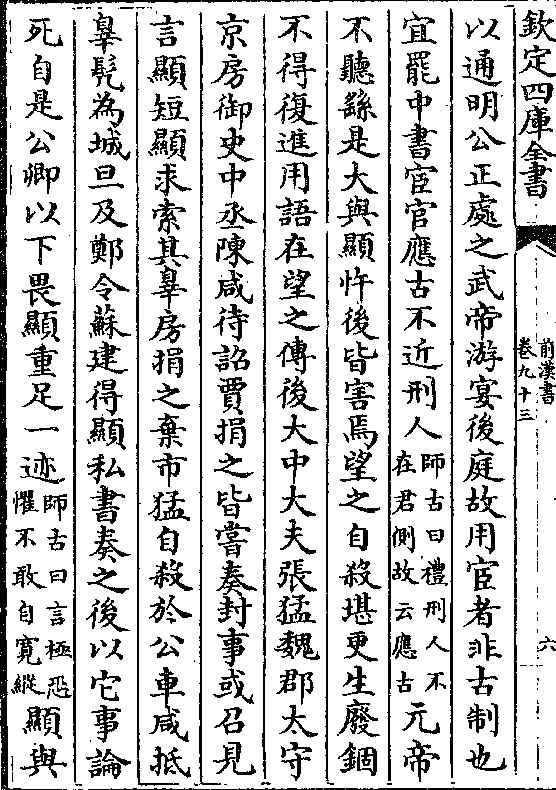 欽定四庫全書
前漢書
卷九十三
六
以通明公正處之武帝游宴後庭故用宦者非古制也
宜罷中書宦官應古不近刑人師古曰禮刑人不在君側故云應古元帝
不聽繇是大與顯忤後皆害焉望之自殺堪更生廢錮
不得復進用語在望之傳後大中大夫張猛魏郡太守
京房御史中丞陳咸待詔賈捐之皆嘗奏封事或召見
言顯短顯求索其辠房捐之棄市猛自殺於公車咸抵
辠髡為城旦及鄭令蘇建得顯私書奏之後以它事論
死自是公卿以下畏顯重足一迹師古曰言極恐懼不敢自寬縱顯與